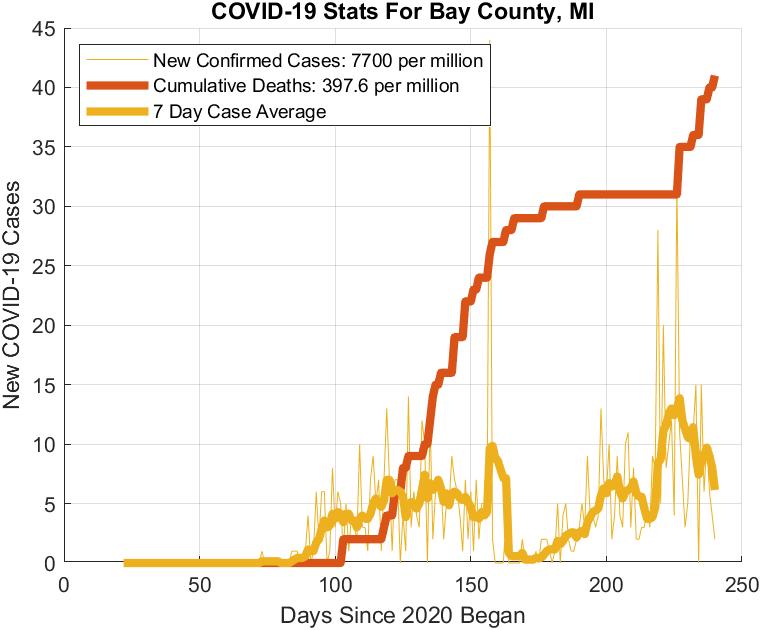 COVID-19 Stats For Bay County, MI
New Confirmed Cases: 7700 per million
Cumulative Deaths: 397.6 per million
7 Day Case Average
New COVID-19 Cases
45
40
35
30
25
20
15
10
5
0
0 50 100 150 200 250
Days Since 2020 Began